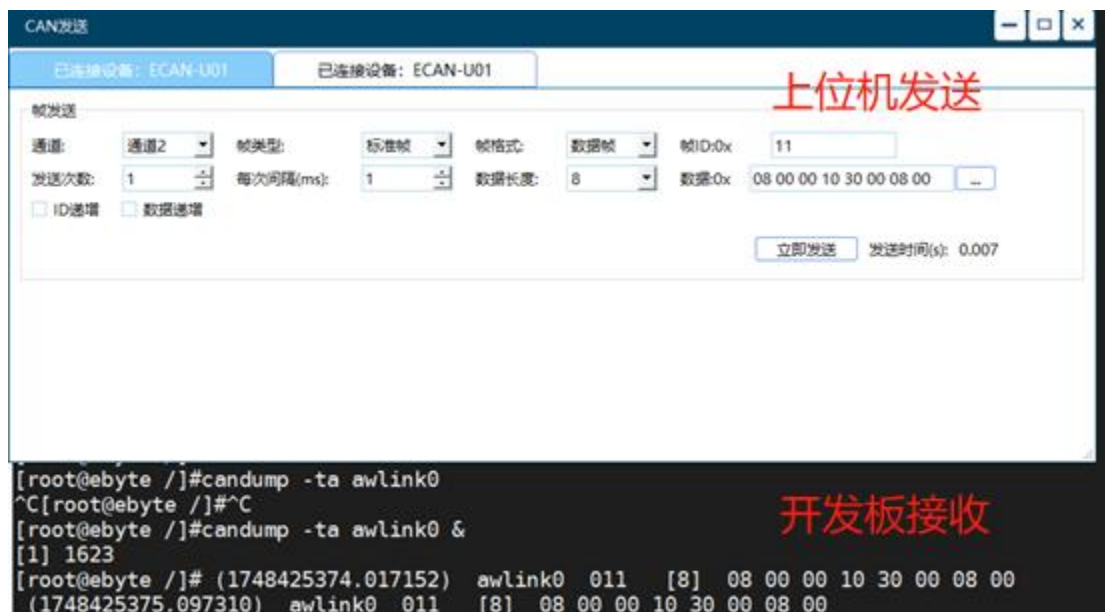 CAN发送
已连接设备: ECAN-U01 已连接设备: ECAN-U01
上位机发送
帧发送
通道: 通道2 帧类型: 标准帧 帧格式: 数据帧 帧ID:0x 11
发送次数: 1 每次间隔(ms): 1 数据长度: 8 数据:0x 08 00 00 10 30 00 08 00 ...
ID递增 数据递增
立即发送 发送时间(s): 0.007
[root@ebyte /]#candump -ta awlink0
^C[root@ebyte /]#^C
开发板接收
[root@ebyte /]#candump -ta awlink0 &
[1] 1623
[root@ebyte /]# (1748425374.017152) awlink0 011 [8] 08 00 00 10 30 00 08 00
(1748425375.097310) awlink0 011 [8] 08 00 00 10 30 00 08 00